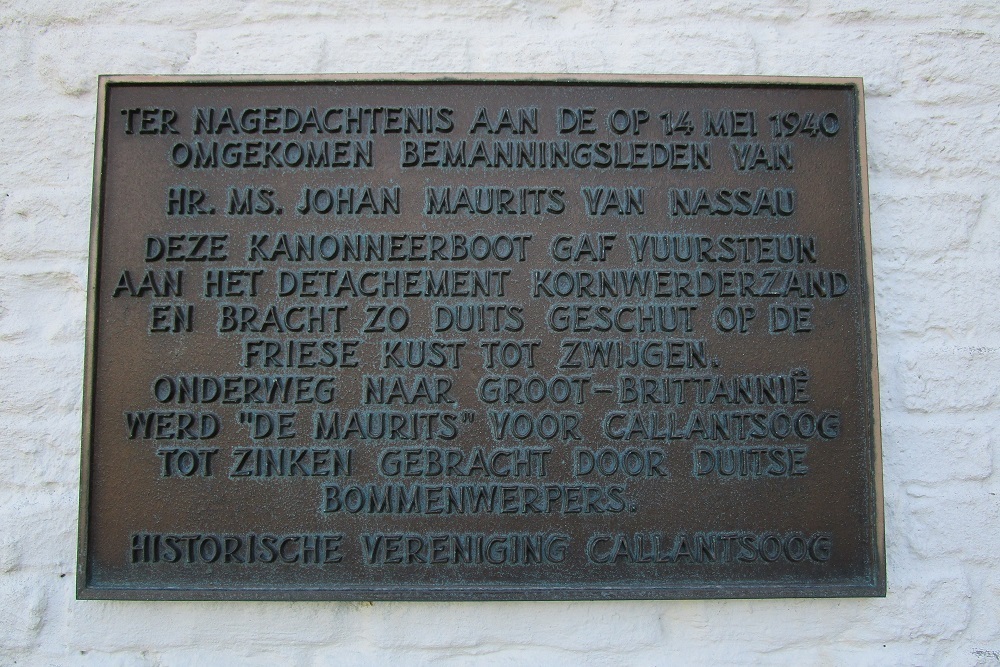 TER NAGEDACHTENIS AAN DE OP 14 MEI 1940
OMGEKOMEN BEMANNINGSLEDEN VAN
HR. MS. JOHAN MAURITS VAN NASSAU
DEZE KANONNEERBOOT GAF VUURSTEUN
AAN HET DETACHEMENT KORNWERDERZAND
EN BRACHT ZO DUITS GESCHUT OP DE
FRIESE KUST TOT ZWIJGEN.
ONDERWEG NAAR GROOT-BRITTANNIË
WERD "DE MAURITS" VOOR CALLANTSOOG
TOT ZINKEN GEBRACHT DOOR DUITSE
BOMMENWERPERS.
HISTORISCHE VERENIGING CALLANTSOOG